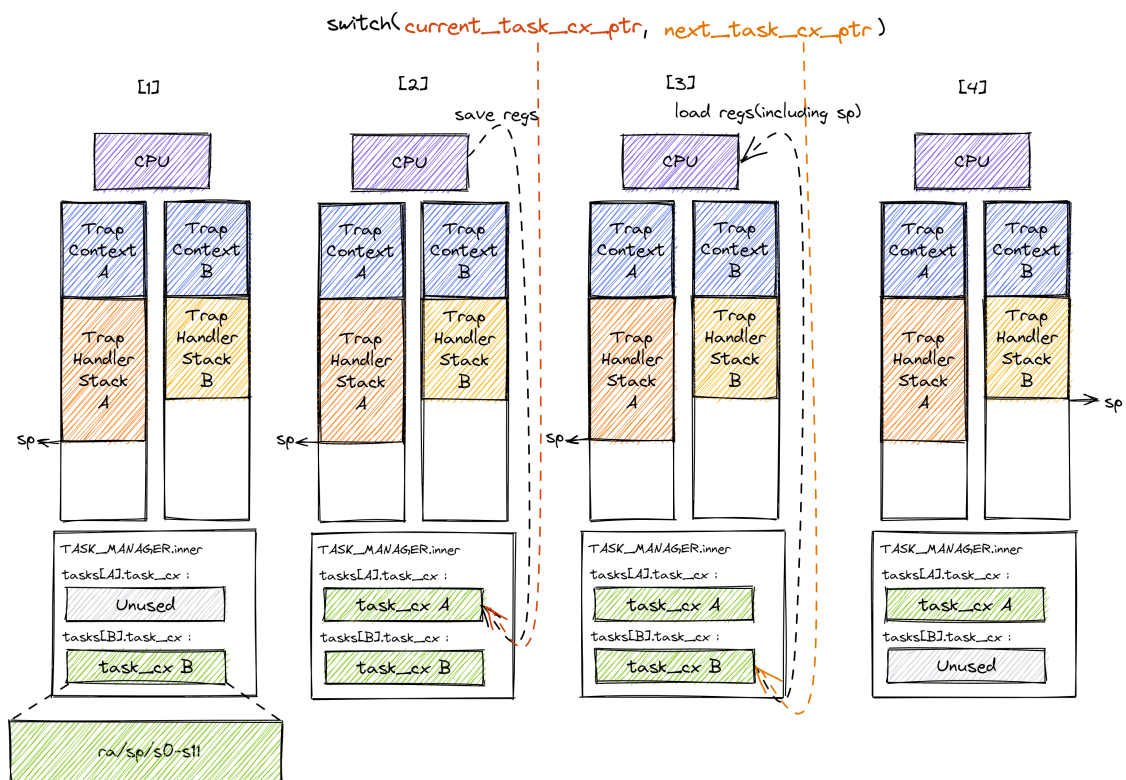 switch(current_task_cx_ptr, next_task_cx_ptr)
[1]
[2]
[3]
[4]
save regs
load regs(including sp)
CPU
CPU
CPU
CPU
Trap
Context
A
Trap
Context
B
Trap
Handler
Stack
A
Trap
Handler
Stack
B
sp
Trap
Context
A
Trap
Context
B
Trap
Handler
Stack
A
Trap
Handler
Stack
B
sp
Trap
Context
A
Trap
Context
B
Trap
Handler
Stack
A
Trap
Handler
Stack
B
sp
Trap
Context
A
Trap
Context
B
Trap
Handler
Stack
A
Trap
Handler
Stack
B
sp
TASK_MANAGER.inner
tasks[A].task_cx :
Unused
tasks[B].task_cx :
task_cx B
ra/sp/s0-s11
TASK_MANAGER.inner
tasks[A].task_cx :
task_cx A
tasks[B].task_cx :
task_cx B
TASK_MANAGER.inner
tasks[A].task_cx :
task_cx A
tasks[B].task_cx :
task_cx B
TASK_MANAGER.inner
tasks[A].task_cx :
task_cx A
tasks[B].task_cx :
Unused